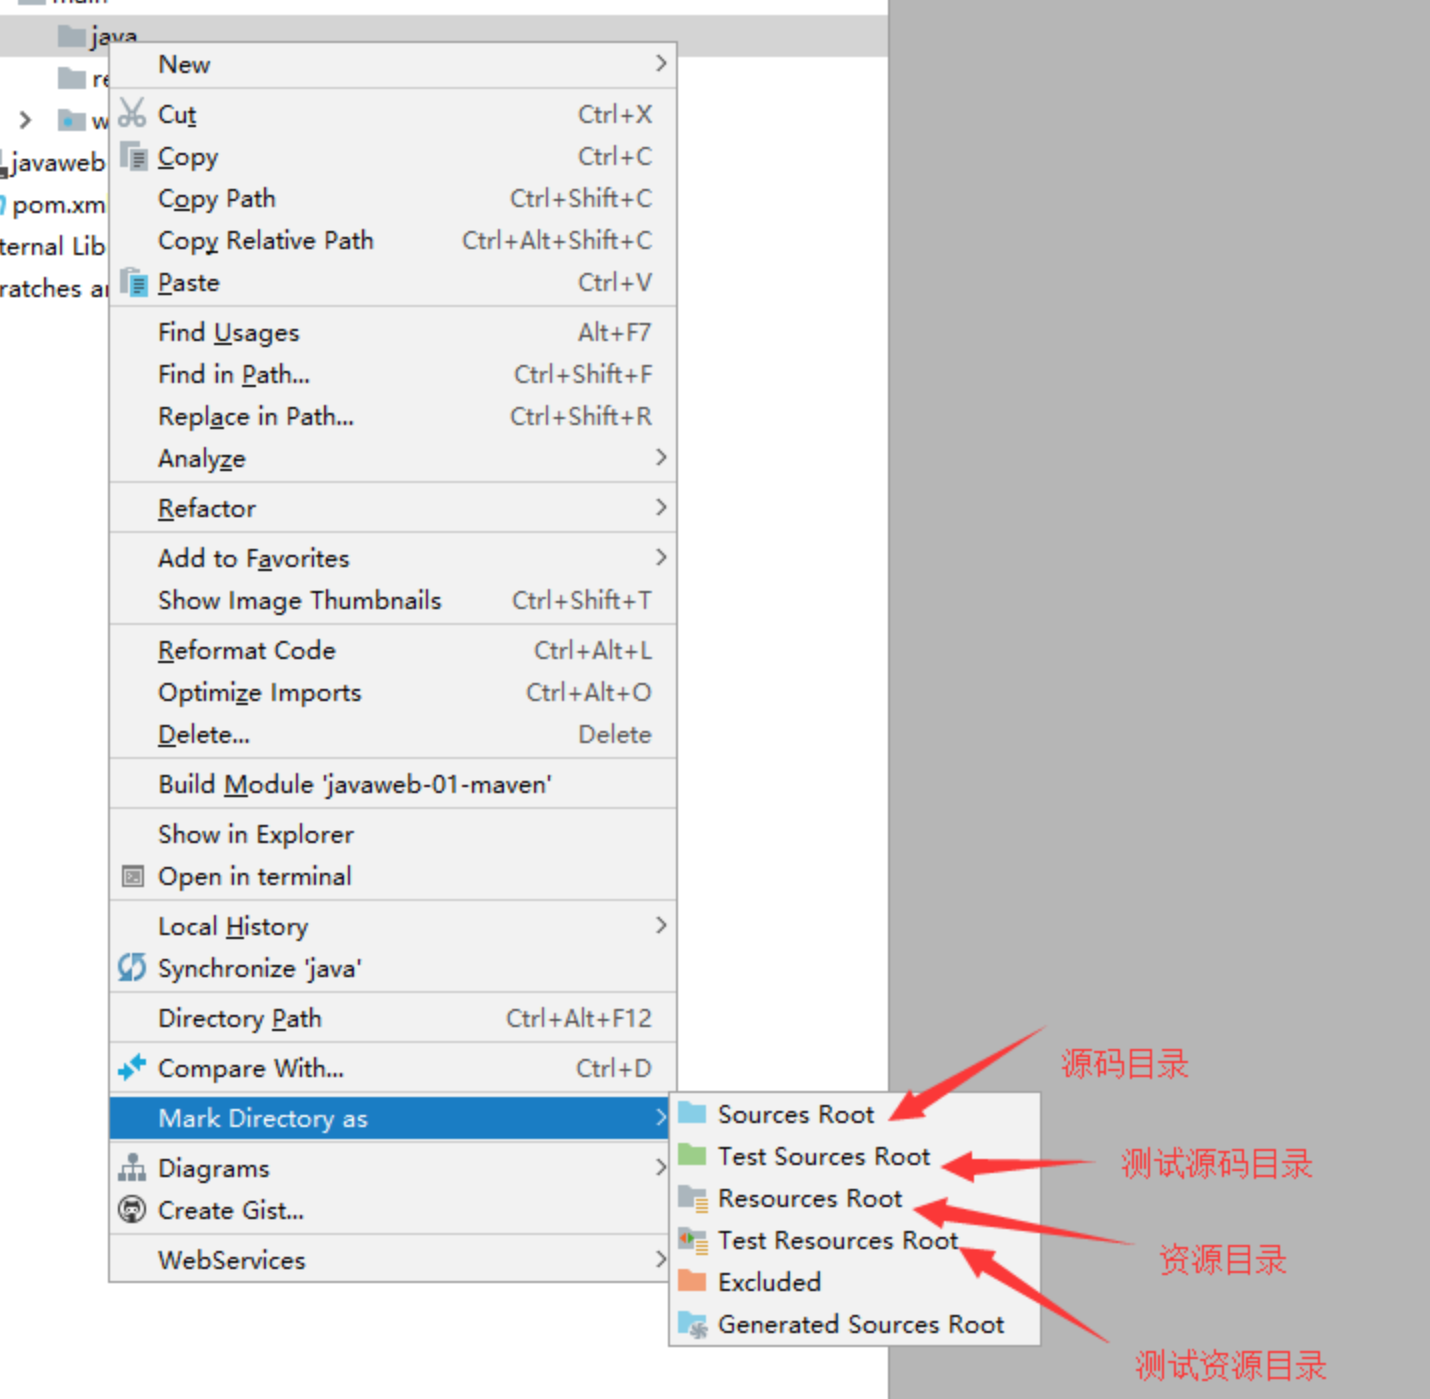 main
java
New
Cut Ctrl+X
Copy Ctrl+C
javaweb
Copy Path Ctrl+Shift+C
pom.xm
Copy Relative Path Ctrl+Alt+Shift+C
ternal Lib
Paste Ctrl+V
ratches
Find Usages Alt+F7
Find in Path... Ctrl+Shift+F
Replace in Path... Ctrl+Shift+R
Analyze
Refactor
Add to Favorites
Show Image Thumbnails Ctrl+Shift+T
Reformat Code Ctrl+Alt+L
Optimize Imports Ctrl+Alt+O
Delete... Delete
Build Module 'javaweb-01-maven'
Show in Explorer
Open in terminal
Local History
Synchronize 'java'
Directory Path Ctrl+Alt+F12
Compare With... Ctrl+D
Mark Directory as
Diagrams
Create Gist...
WebServices
源码目录
Sources Root
Test Sources Root
测试源码目录
Resources Root
Test Resources Root
资源目录
Excluded
Generated Sources Root
测试资源目录